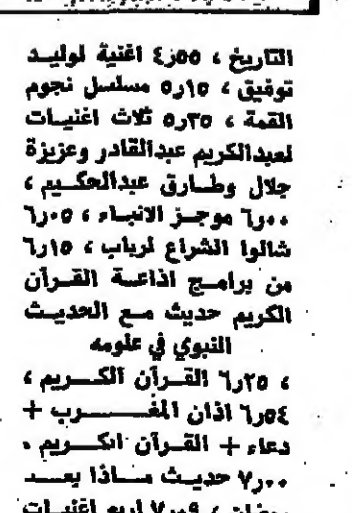 التاريخ ، ٤٫٥٥ اغنية لوليد
توفيق ، ٥٫١٥ مسلسل نجوم
القمة ، ٥٫٣٥ ثلاث اغنيات
لعبدالكريم عبدالقادر وعزيزة
جلال وطارق عبدالحكيم ،
٦٫٠٠ موجز الانباء ، ٦٫٠٥
شالوا الشراع لرباب ، ٦٫١٥
من برامج اذاعة القرآن
الكريم حديث مع الحديث
النبوي في علومه
، ٦٫٢٥ القرآن الكريم ،
٦٫٥٤ اذان المغرب +
دعاء + القرآن الكريم .
٧٫٠٠ حديث ماذا بعد
رمضان ، ٧٫٠٩ اربع اغنيات